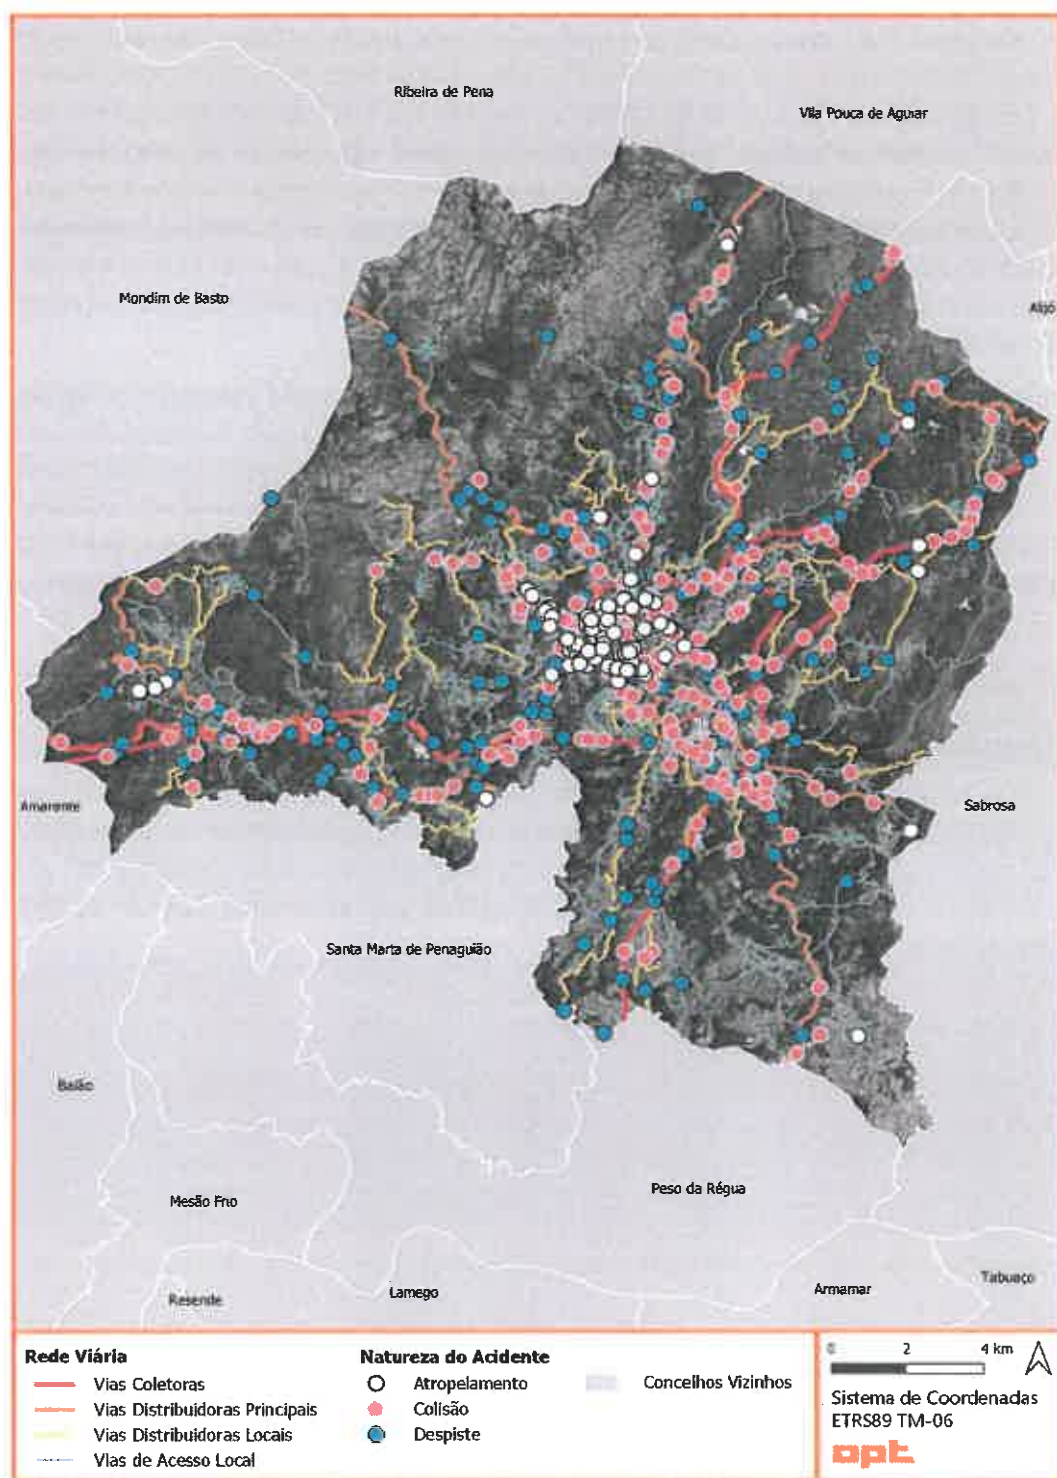 Ribeira de Pena
Vila Pouca de Aguiar
Mondim de Basto
Alijó
Amarante
Sabrosa
Santa Marta de Penaguião
Baião
Mesão Frio
Peso da Régua
Resende
Lamego
Armamar
Tabuaço
Rede Viária
Vias Coletoras
Vias Distribuidoras Principais
Vias Distribuidoras Locais
Vias de Acesso Local
Natureza do Acidente
Atropelamento
Colisão
Despiste
Concelhos Vizinhos
0 2 4 km
Sistema de Coordenadas
ETRS89 TM-06
opt